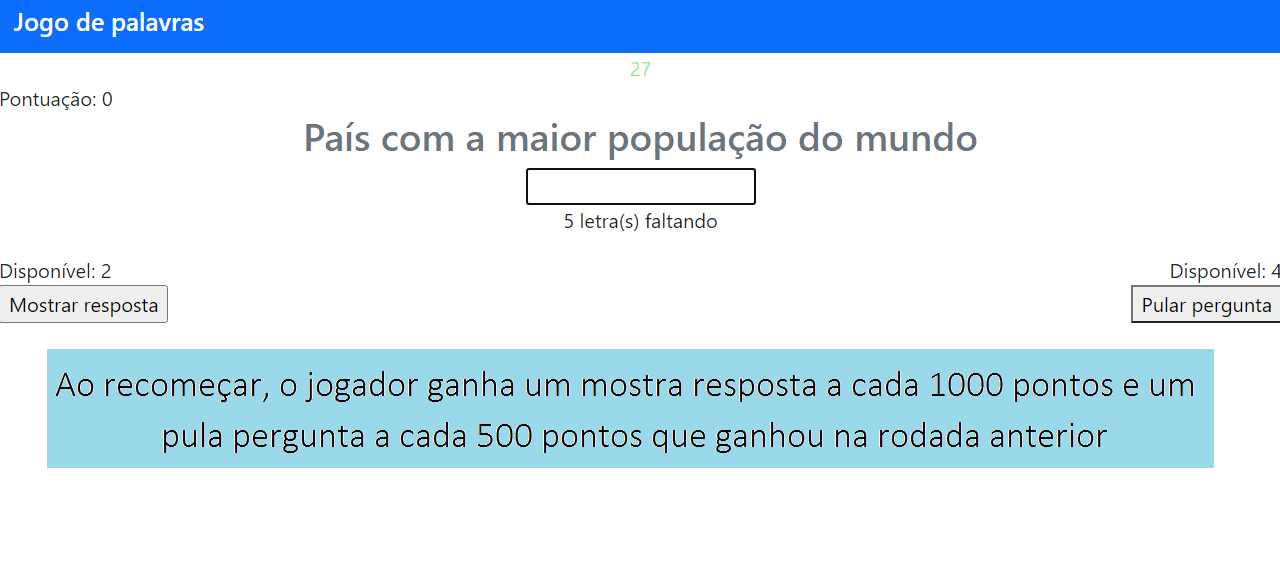 Jogo de palavras
27
Pontuação: 0
País com a maior população do mundo
5 letra(s) faltando
Disponível: 2
Disponível: 4
Mostrar resposta
Pular pergunta
Ao recomeçar, o jogador ganha um mostra resposta a cada 1000 pontos e um
pula pergunta a cada 500 pontos que ganhou na rodada anterior